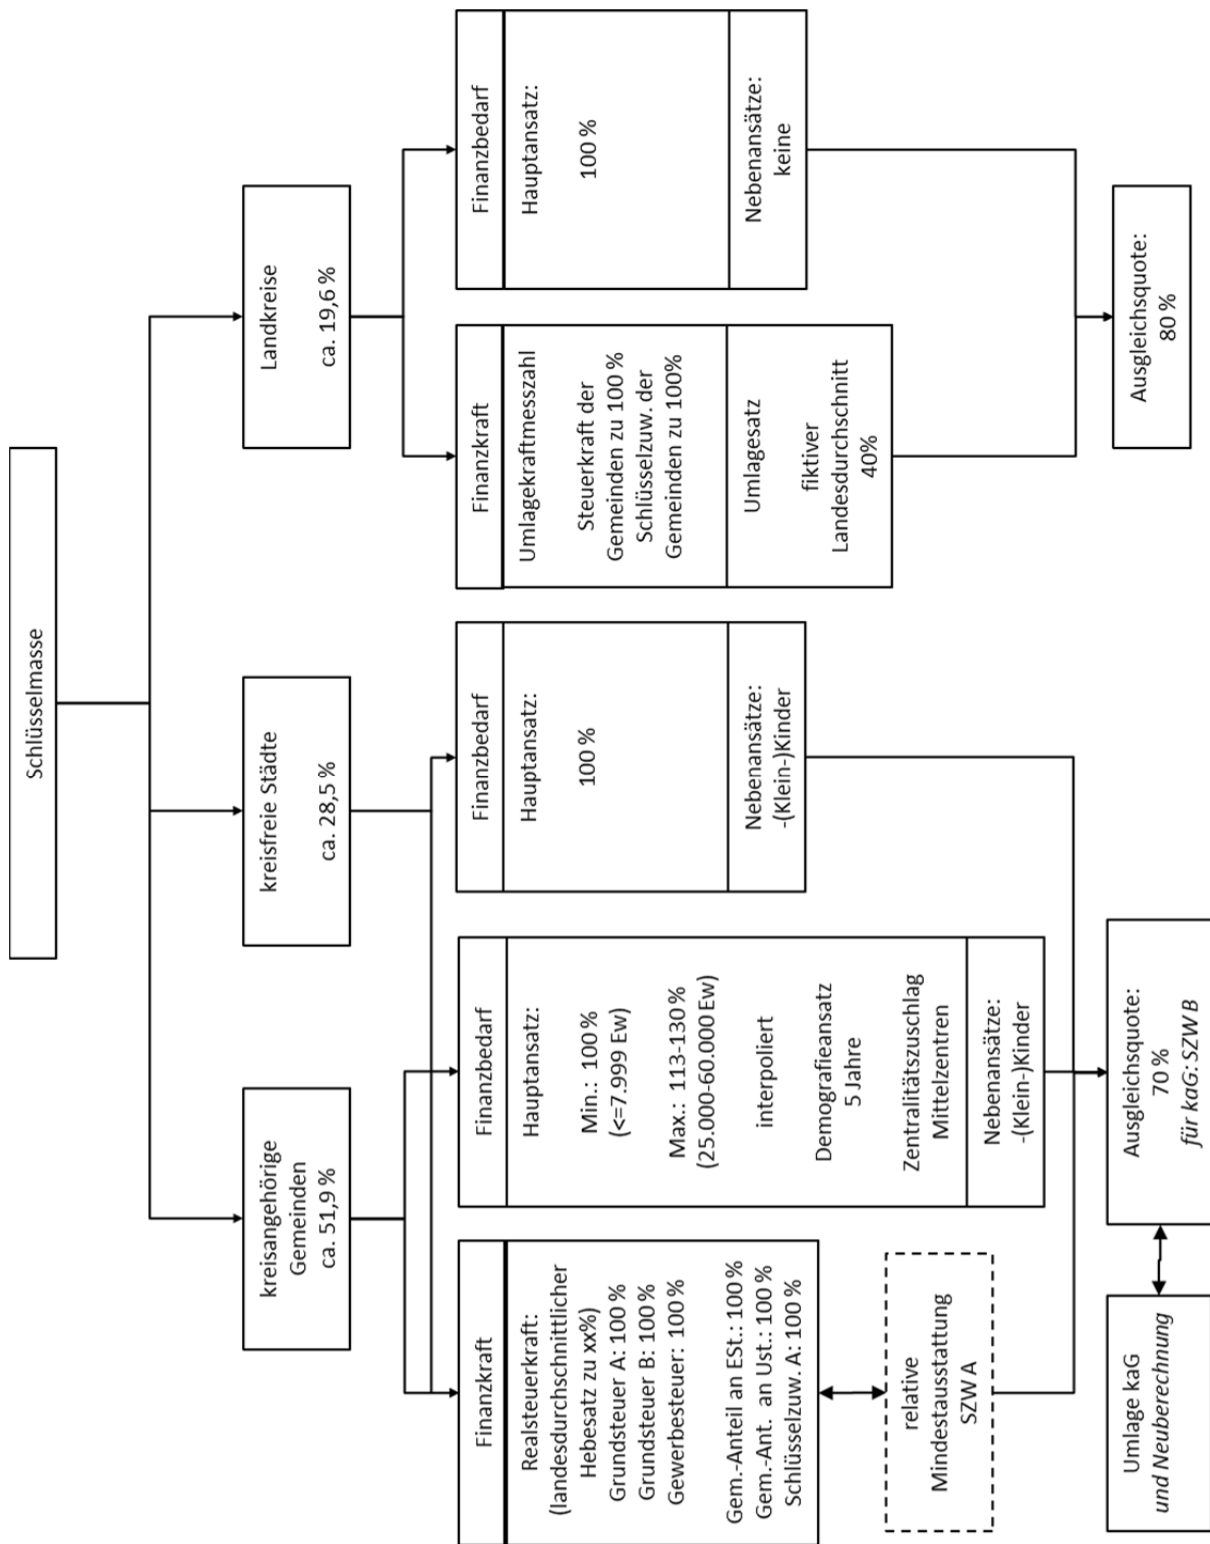 Schlüsselmasse
kreisangehörige
Gemeinden
ca. 51,9 %
kreisfreie Städte
ca. 28,5 %
Landkreise
ca. 19,6 %
Finanzkraft
Realsteuerkraft:
(landesdurchschnittlicher
Hebesatz zu xx%)
Grundsteuer A: 100 %
Grundsteuer B: 100 %
Gewerbesteuer: 100 %
Gem.-Anteil an ESt.: 100 %
Gem.-Ant. an Ust.: 100 %
Schlüsselzuw. A: 100 %
Finanzbedarf
Hauptansatz:
Min.: 100 %
(<=7.999 Ew)
Max.: 113-130 %
(25.000-60.000 Ew)
interpoliert
Demografieansatz
5 Jahre
Zentralitätszuschlag
Mittelzentren
Nebenansätze:
-(Klein-)Kinder
Finanzbedarf
Hauptansatz:
100 %
Nebenansätze:
-(Klein-)Kinder
Finanzkraft
Umlagekraftmesszahl
Steuerkraft der
Gemeinden zu 100 %
Schlüsselzuw. der
Gemeinden zu 100%
Umlagesatz
fiktiver
Landesdurchschnitt
40%
Finanzbedarf
Hauptansatz:
100 %
Nebenansätze:
keine
relative
Mindestausstattung
SZW A
Umlage kaG
und Neuberechnung
Ausgleichsquote:
70 %
für kaG: SZW B
Ausgleichsquote:
80 %